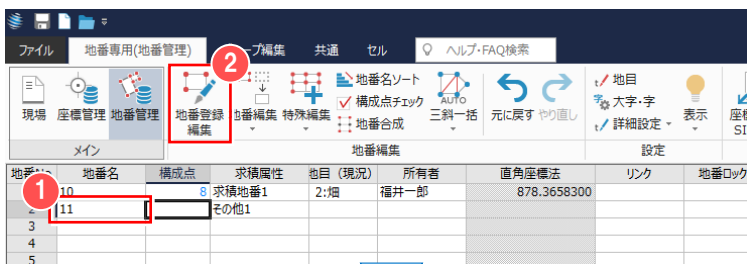 ファイル 地番専用(地番管理) プ編集 共通 セル ヘルプ・FAQ検索
2
現場 座標管理 地番管理 地番登録編集 地番編集 特殊編集 地番名ソート 構成点チェック 地番合成 AUTO 三斜一括 元に戻す やり直し 地目 大字・字 詳細設定 表示 SI
メイン 地番編集 設定
地番No 地番名 構成点 求積属性 地目(現況) 所有者 直角座標法 リンク 地番ロック
1
10 8 求積地番1 2:畑 福井一郎 878.3658300
2 11 その他1
3
4
5